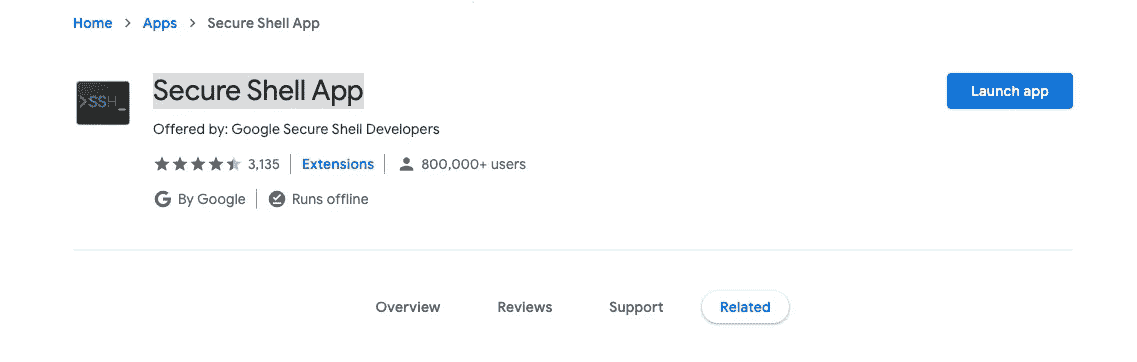 Home > Apps > Secure Shell App
>SSH_
Secure Shell App
Launch app
Offered by: Google Secure Shell Developers
3,135 | Extensions | 800,000+ users
G By Google | Runs offline
Overview Reviews Support Related